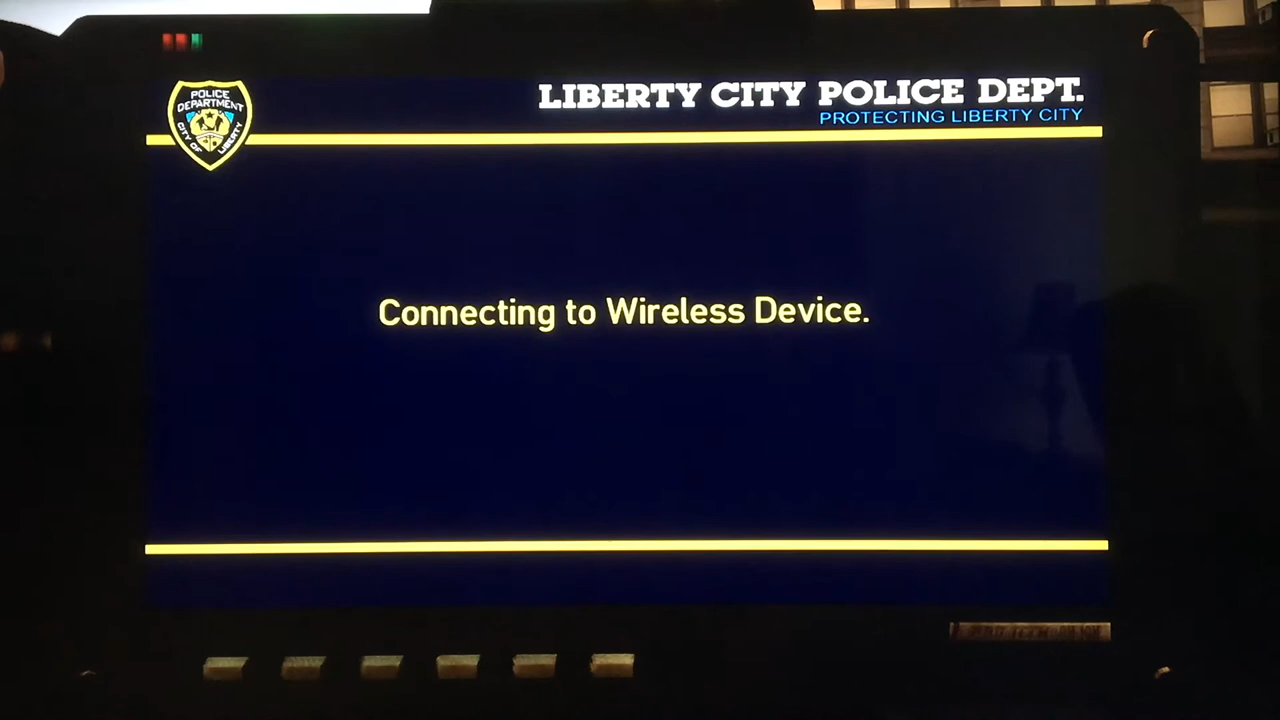 POLICE
DEPARTMENT
CITY OF LIBERTY
LIBERTY CITY POLICE DEPT.
PROTECTING LIBERTY CITY
Connecting to Wireless Device.